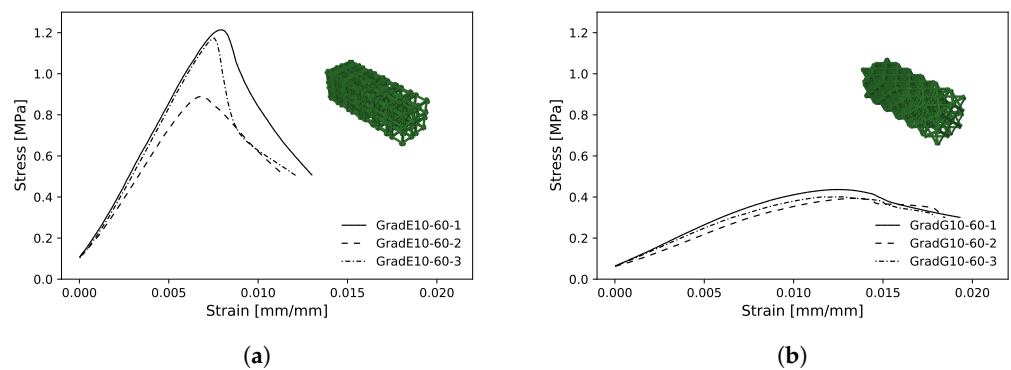 1.2
1.0
0.8
0.6
0.4
0.2
0.0
Stress [MPa]
GradE10-60-1
GradE10-60-2
GradE10-60-3
0.000 0.005 0.010 0.015 0.020
Strain [mm/mm]
(a)
1.2
1.0
0.8
0.6
0.4
0.2
0.0
Stress [MPa]
GradG10-60-1
GradG10-60-2
GradG10-60-3
0.000 0.005 0.010 0.015 0.020
Strain [mm/mm]
(b)